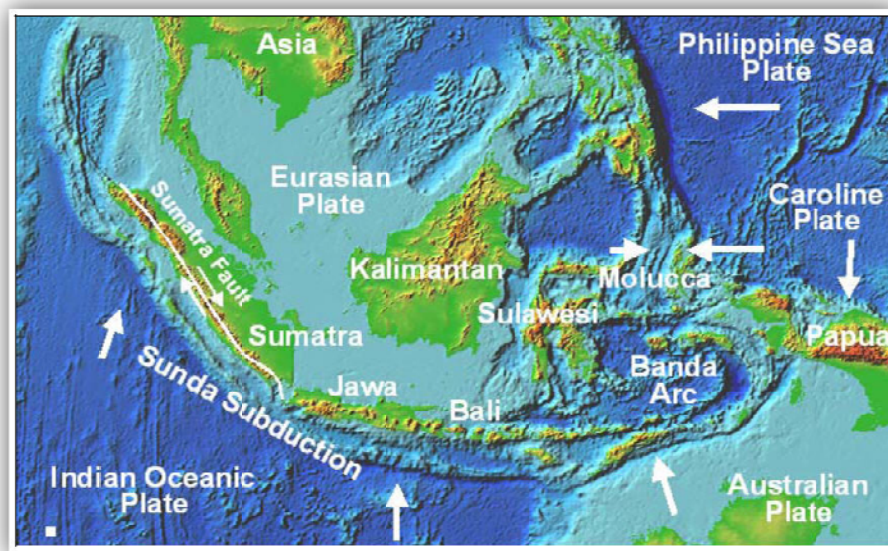 Asia
Philippine Sea
Plate
Eurasian
Plate
Caroline
Plate
Sumatra Fault
Kalimantan
Molucca
Sulawesi
Sumatra
Papua
Banda
Arc
Jawa
Bali
Sunda Subduction
Indian Oceanic
Plate
Australian
Plate